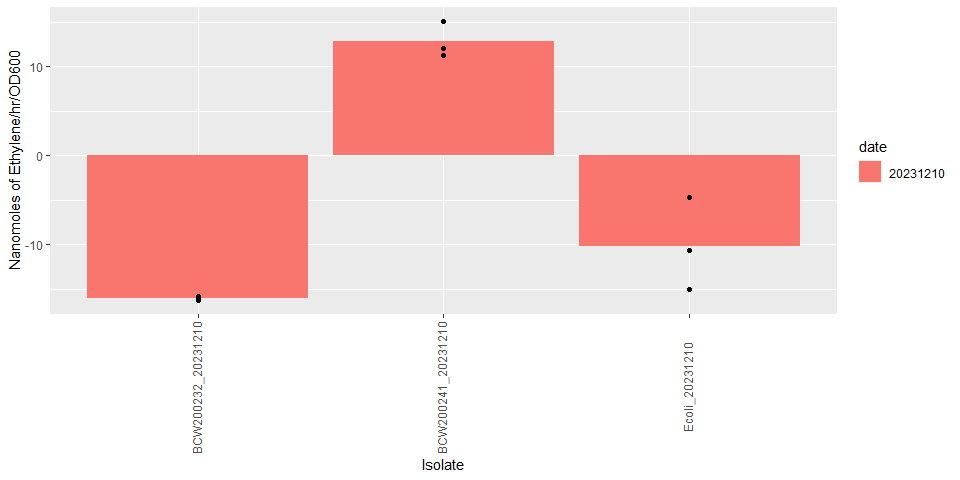 Nanomoles of Ethylene/hr/OD600
10
0
-10
BCW200232_20231210
BCW200241_20231210
Ecoli_20231210
Isolate
date
20231210